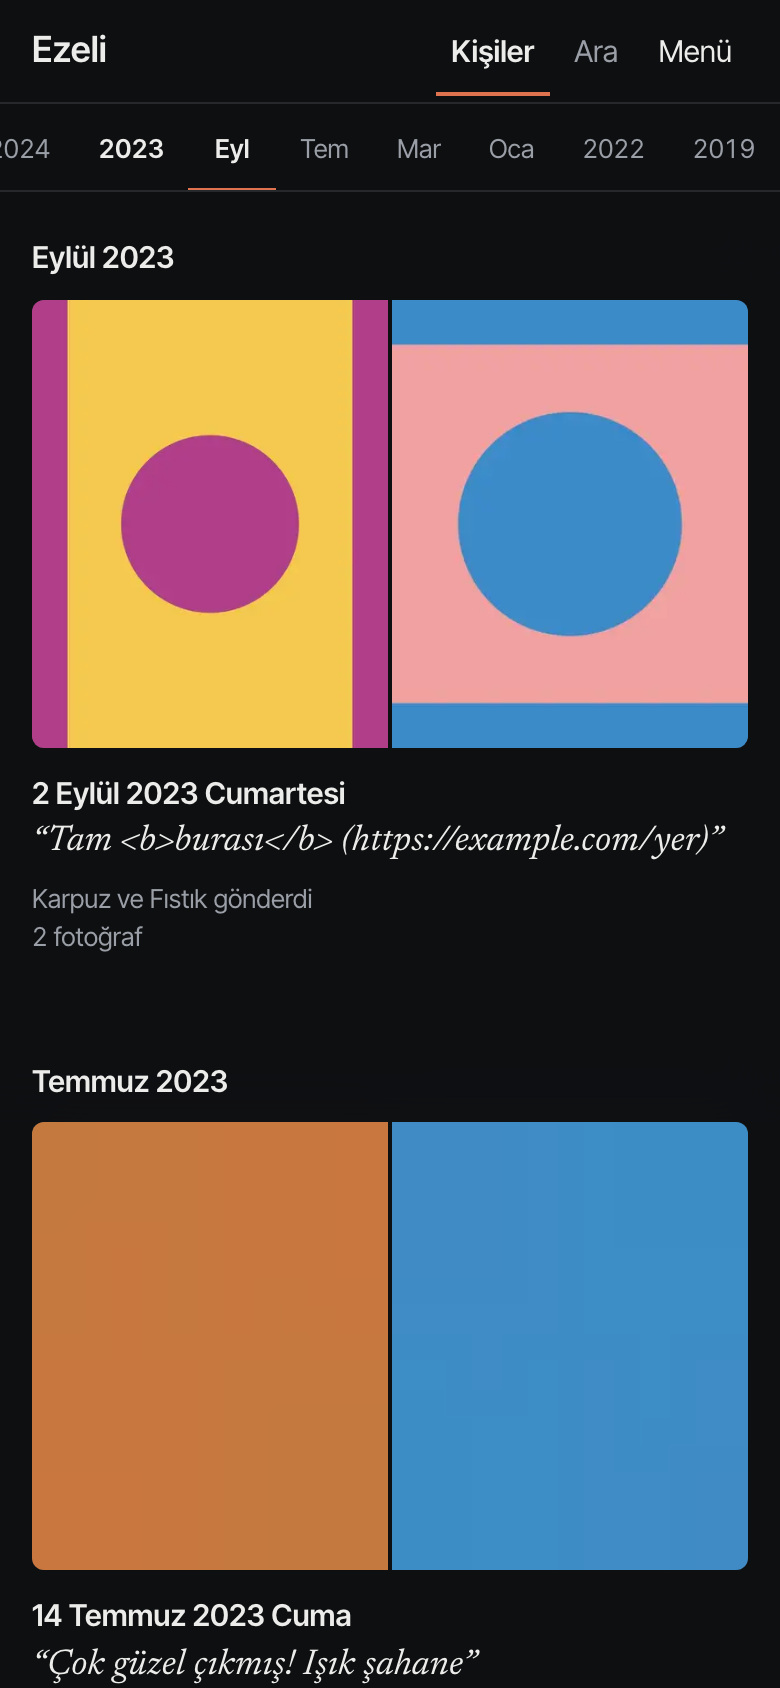 Ezeli
Kişiler Ara Menü
2024 2023 Eyl Tem Mar Oca 2022 2019
Eylül 2023
2 Eylül 2023 Cumartesi
“Tam <b>burası</b> (https://example.com/yer)”
Karpuz ve Fıstık gönderdi
2 fotoğraf
Temmuz 2023
14 Temmuz 2023 Cuma
“Çok güzel çıkmış! Işık şahane”